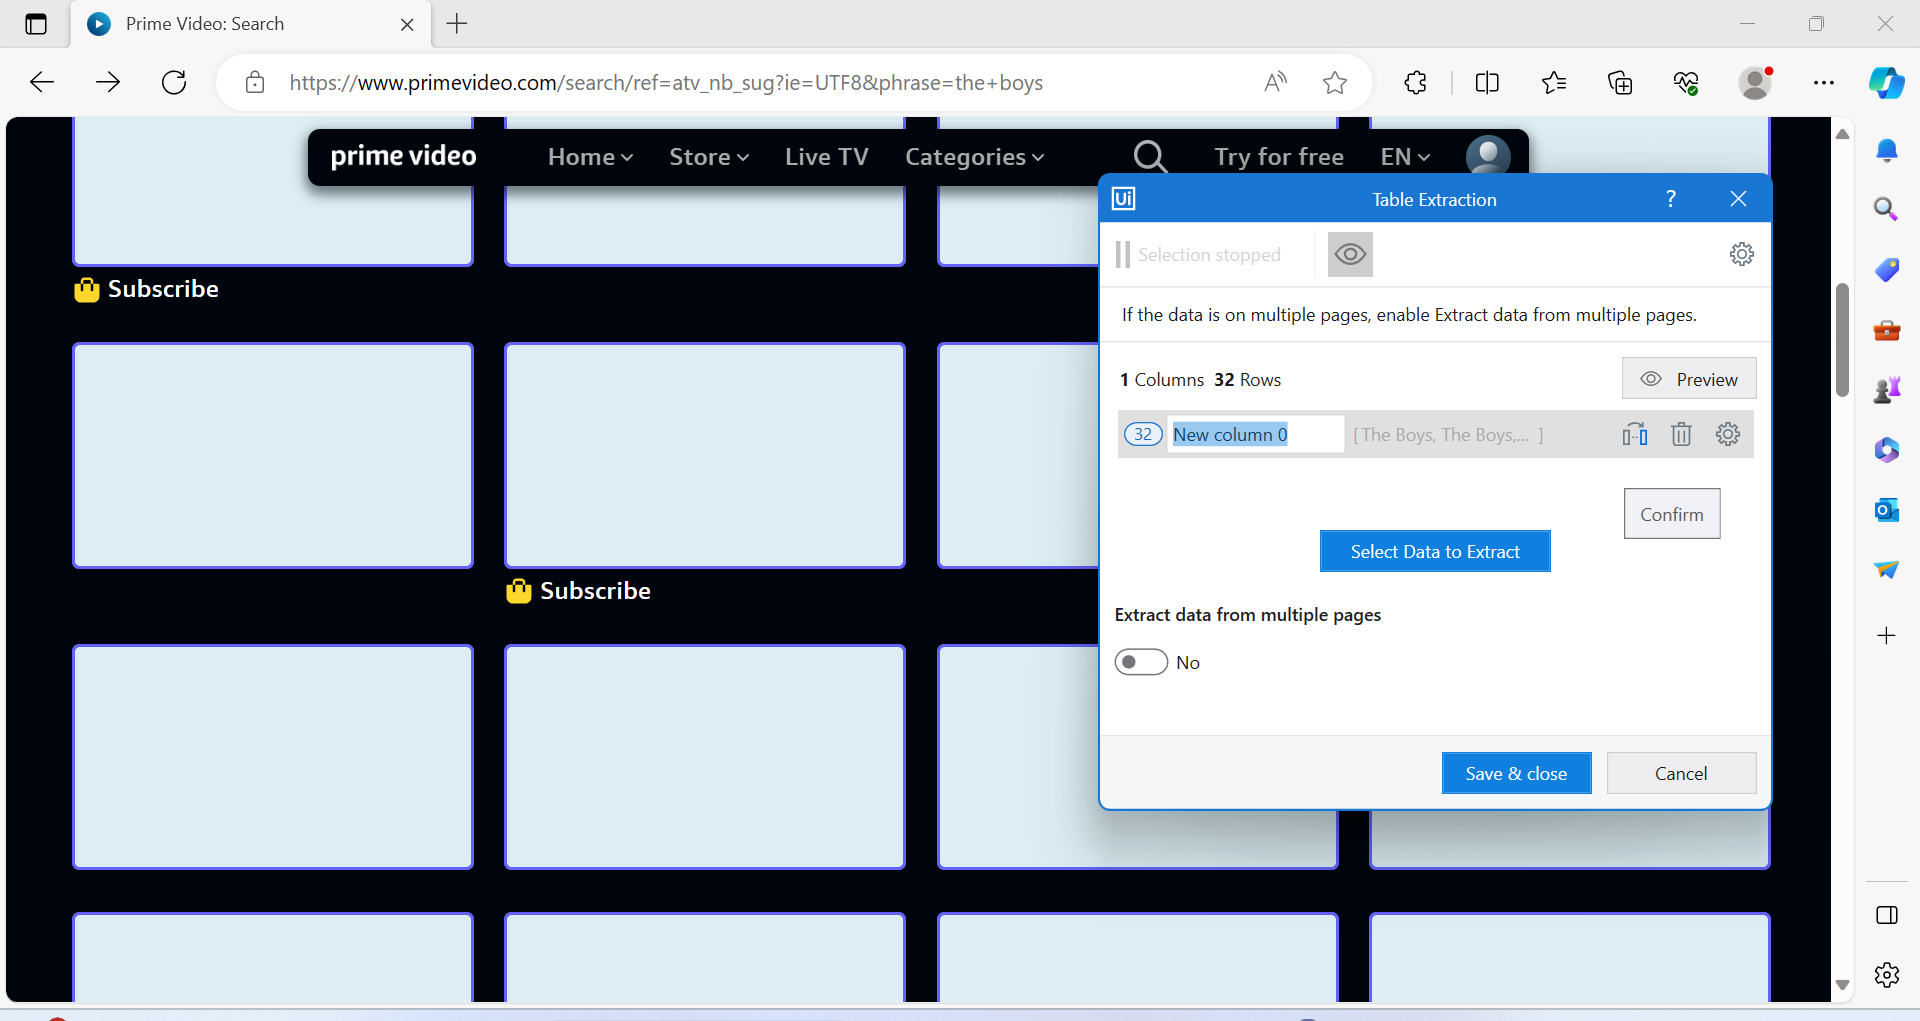 Prime Video: Search
https://www.primevideo.com/search/ref=atv_nb_sug?ie=UTF8&phrase=the+boys
prime video Home Store Live TV Categories Try for free EN
Ui Table Extraction ?
Selection stopped
Subscribe
If the data is on multiple pages, enable Extract data from multiple pages.
1 Columns 32 Rows Preview
32 New column 0 [ The Boys, The Boys,... ]
Confirm
Select Data to Extract
Subscribe
Extract data from multiple pages
No
Save & close Cancel